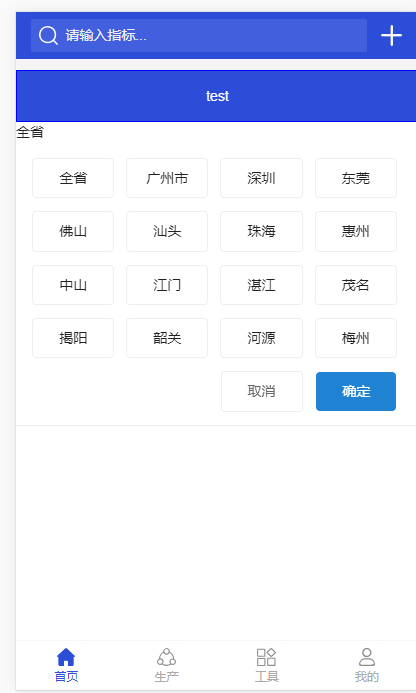 请输入指标...
test
全省
全省 广州市 深圳 东莞
佛山 汕头 珠海 惠州
中山 江门 湛江 茂名
揭阳 韶关 河源 梅州
取消 确定
首页 生产 工具 我的